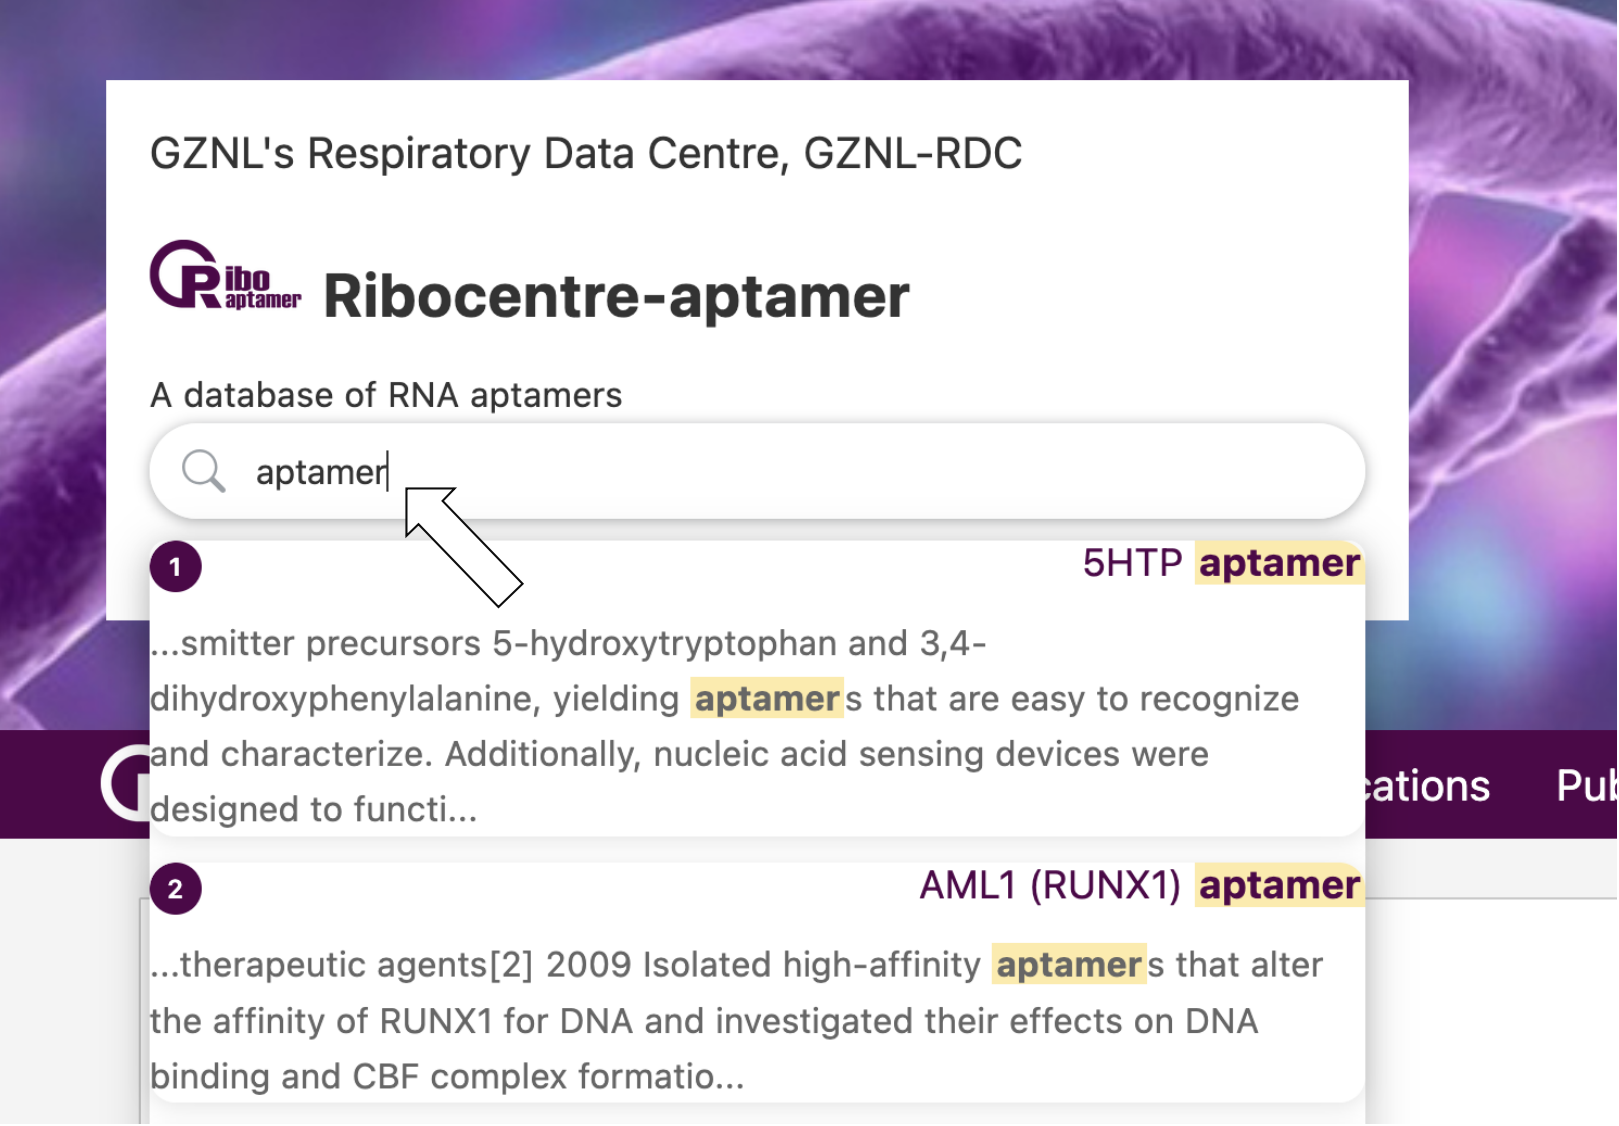 GZNL's Respiratory Data Centre, GZNL-RDC
Ribo
aptamer
Ribocentre-aptamer
A database of RNA aptamers
aptamer
1
5HTP aptamer
...smitter precursors 5-hydroxytryptophan and 3,4-
dihydroxyphenylalanine, yielding aptamers that are easy to recognize
and characterize. Additionally, nucleic acid sensing devices were
designed to functi...
cations Pub
2
AML1 (RUNX1) aptamer
...therapeutic agents[2] 2009 Isolated high-affinity aptamers that alter
the affinity of RUNX1 for DNA and investigated their effects on DNA
binding and CBF complex formatio...